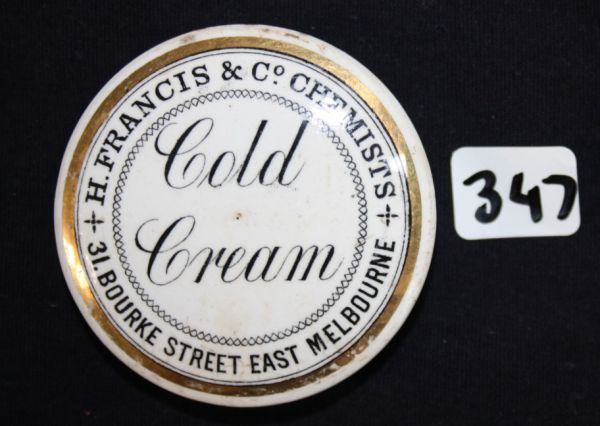 H. FRANCIS & Cº CHEMISTS
Cold
Cream
31 BOURKE STREET EAST MELBOURNE
347